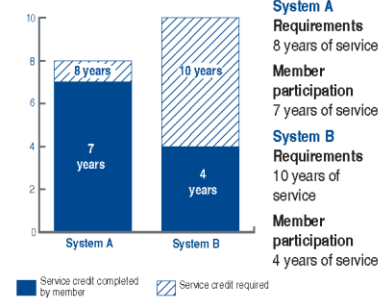 10
8
6
4
2
0
8 years
10 years
7
years
4
years
System A
System B
Service credit completed
by member
Service credit required
System A
Requirements
8 years of service
Member
participation
7 years of service
System B
Requirements
10 years of
service
Member
participation
4 years of service